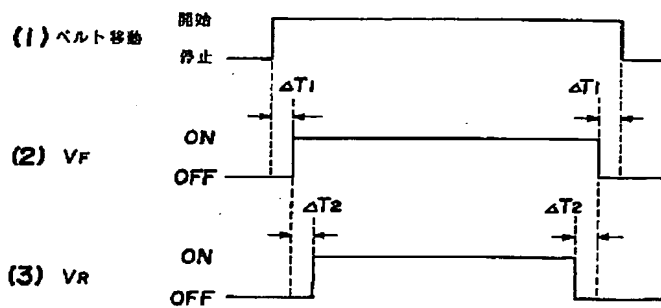 (1) ベルト移動
開始
停止
ΔT1 ΔT1
(2) VF
ON
OFF
ΔT2 ΔT2
(3) VR
ON
OFF